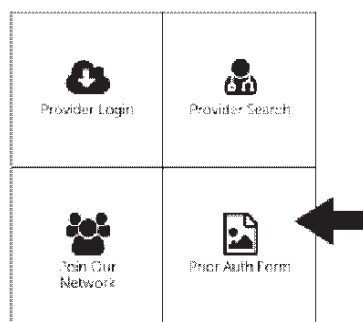 Provider Login
Provider Search
Join Our
Network
Prior Auth Form